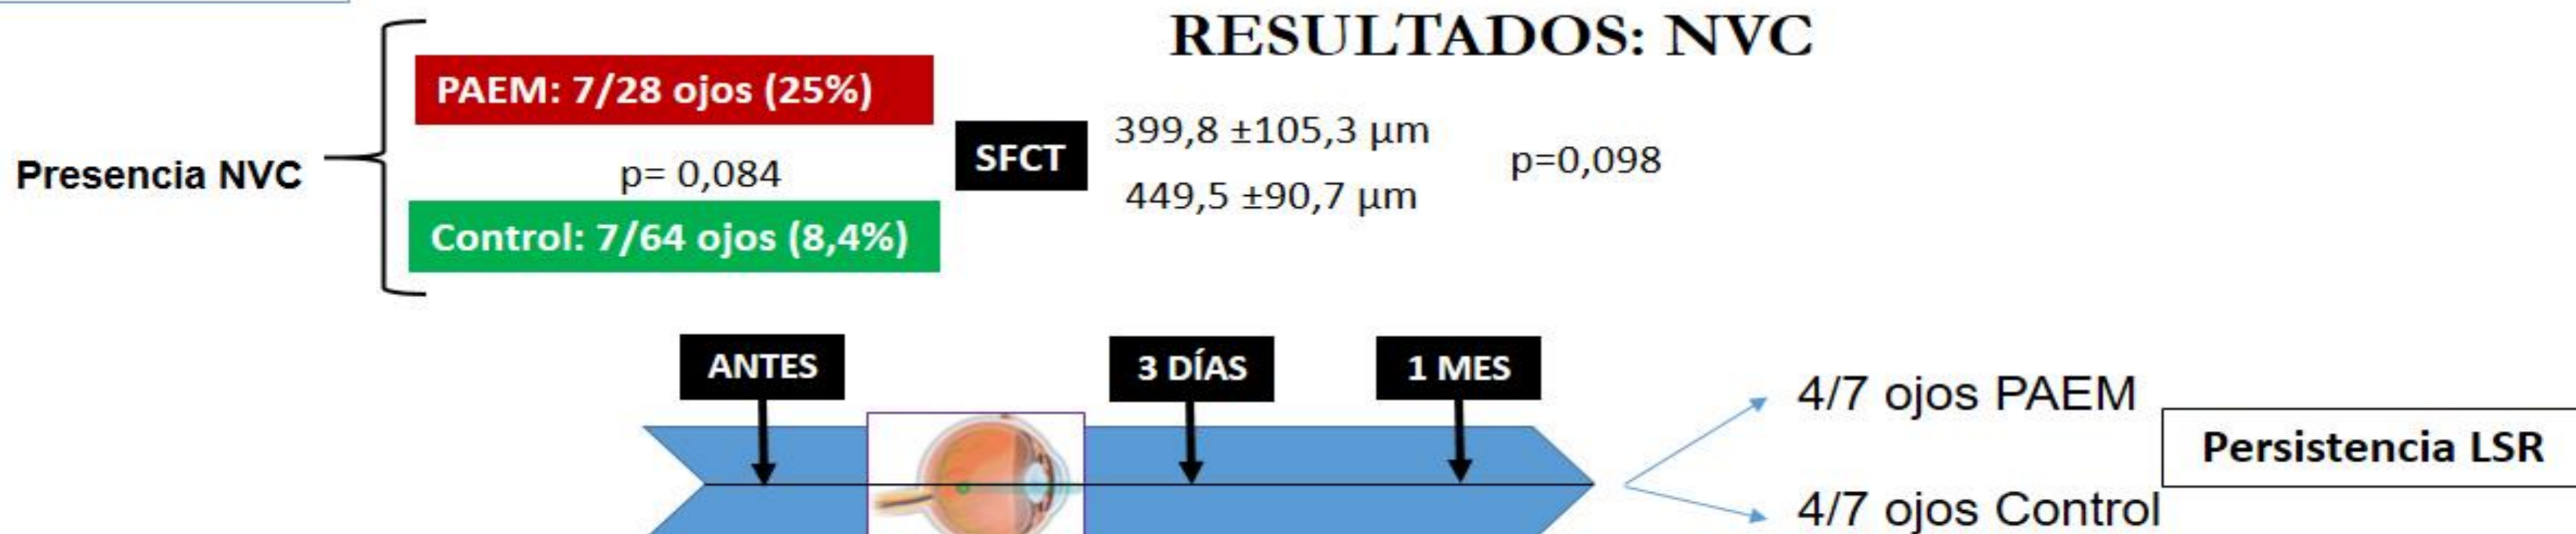 RESULTADOS: NVC
Presencia NVC
PAEM: 7/28 ojos (25%)
p= 0,084
Control: 7/64 ojos (8,4%)
SFCT
399,8 ±105,3 µm
449,5 ±90,7 µm
p=0,098
ANTES
3 DÍAS
1 MES
4/7 ojos PAEM
4/7 ojos Control
Persistencia LSR